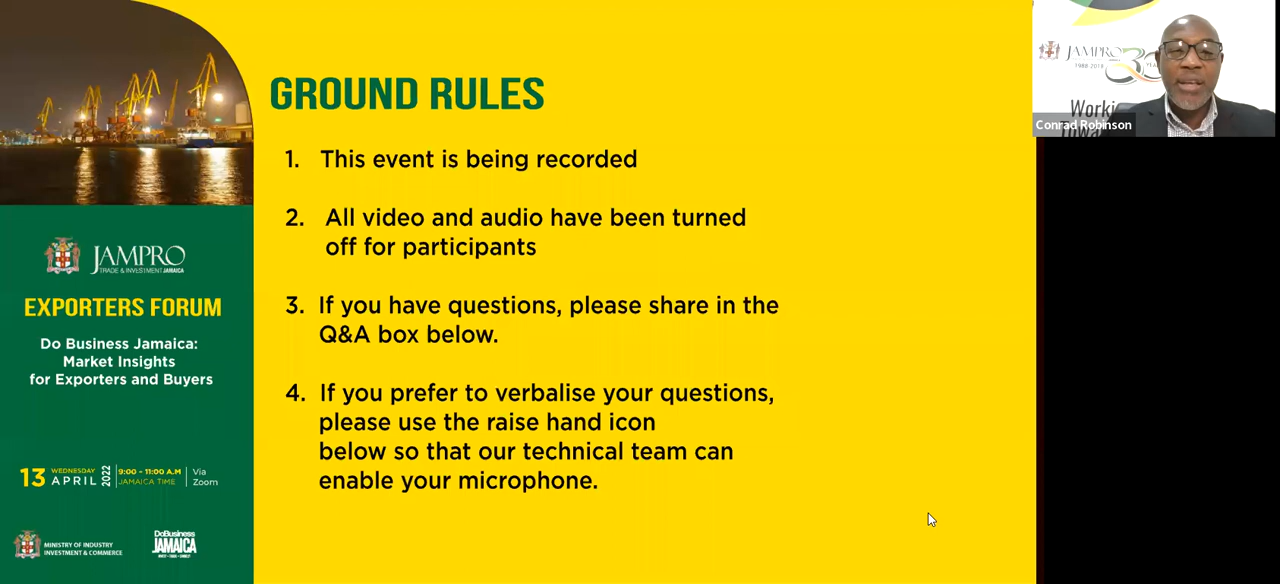 GROUND RULES
1. This event is being recorded
2. All video and audio have been turned
off for participants
3. If you have questions, please share in the
Q&A box below.
4. If you prefer to verbalise your questions,
please use the raise hand icon
below so that our technical team can
enable your microphone.
JAMPRO
TRADE & INVESTMENT JAMAICA
EXPORTERS FORUM
Do Business Jamaica:
Market Insights
for Exporters and Buyers
13 WEDNESDAY APRIL 2022 9:00 - 11:00 A.M JAMAICA TIME Via Zoom
MINISTRY OF INDUSTRY
INVESTMENT & COMMERCE
DoBusiness
JAMAICA
JAMPRO
1988 2018
30
Conrad Robinson